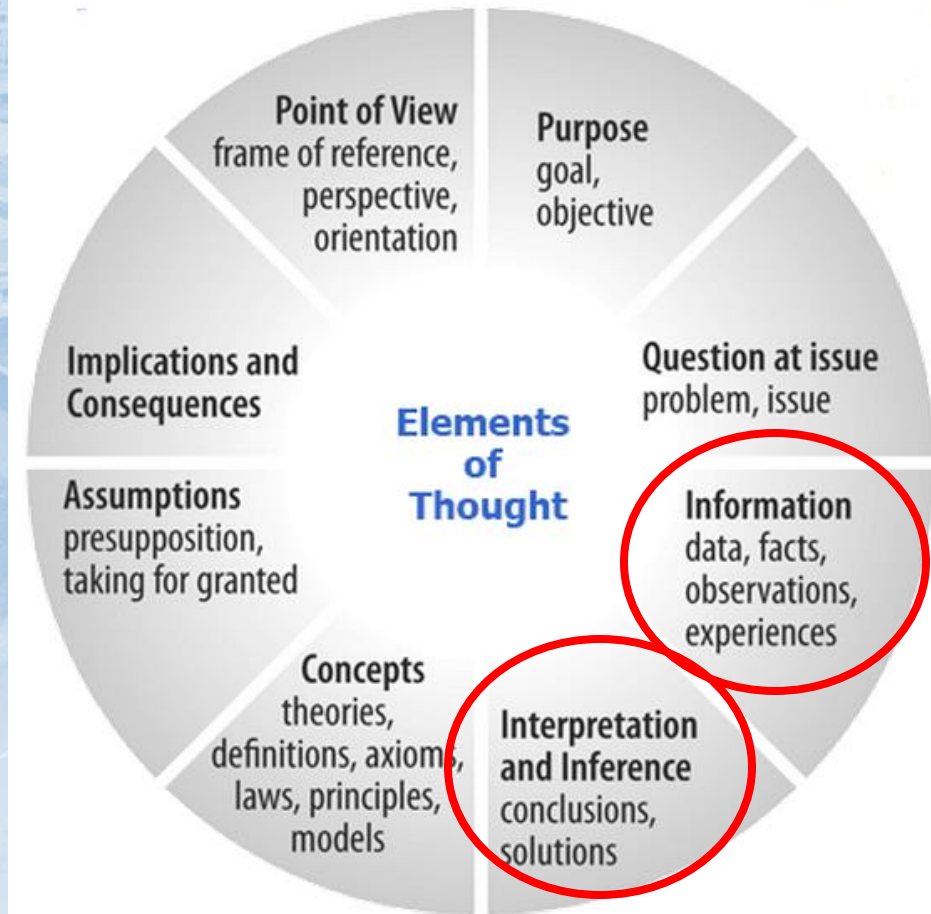 Point of View
frame of reference,
perspective,
orientation
Purpose
goal,
objective
Question at issue
problem, issue
Information
data, facts,
observations,
experiences
Interpretation
and Inference
conclusions,
solutions
Concepts
theories,
definitions, axioms,
laws, principles,
models
Assumptions
presupposition,
taking for granted
Implications and
Consequences
Elements
of
Thought